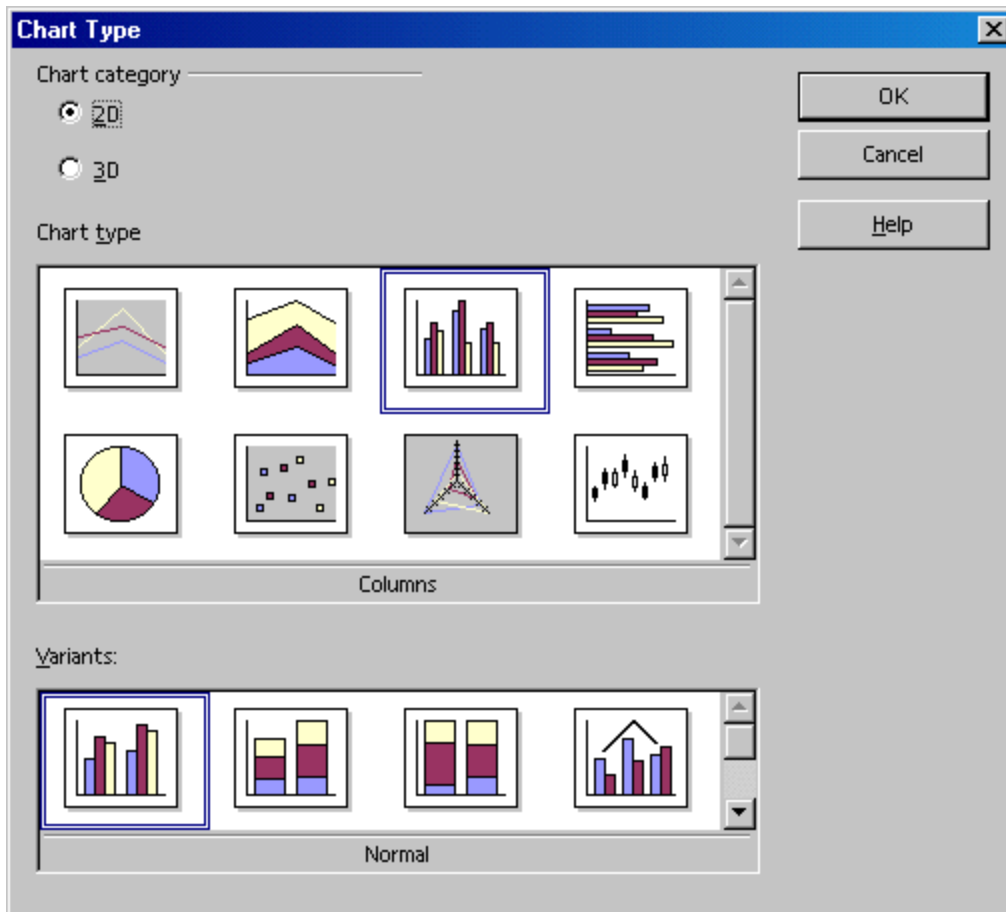 Chart Type
Chart category
2D
3D
OK
Cancel
Help
Chart type
Columns
Variants:
Normal